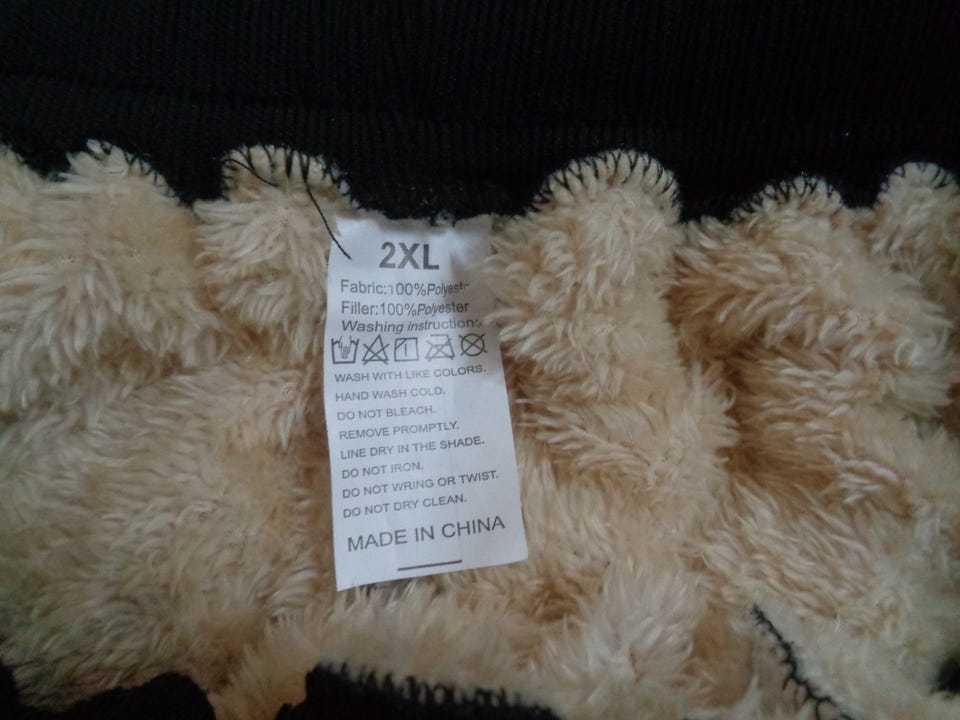 2XL
Fabric:100%Polyester
Filler:100%Polyester
Washing instructions
WASH WITH LIKE COLORS.
HAND WASH COLD.
DO NOT BLEACH.
REMOVE PROMPTLY.
LINE DRY IN THE SHADE.
DO NOT IRON.
DO NOT WRING OR TWIST.
DO NOT DRY CLEAN.
MADE IN CHINA